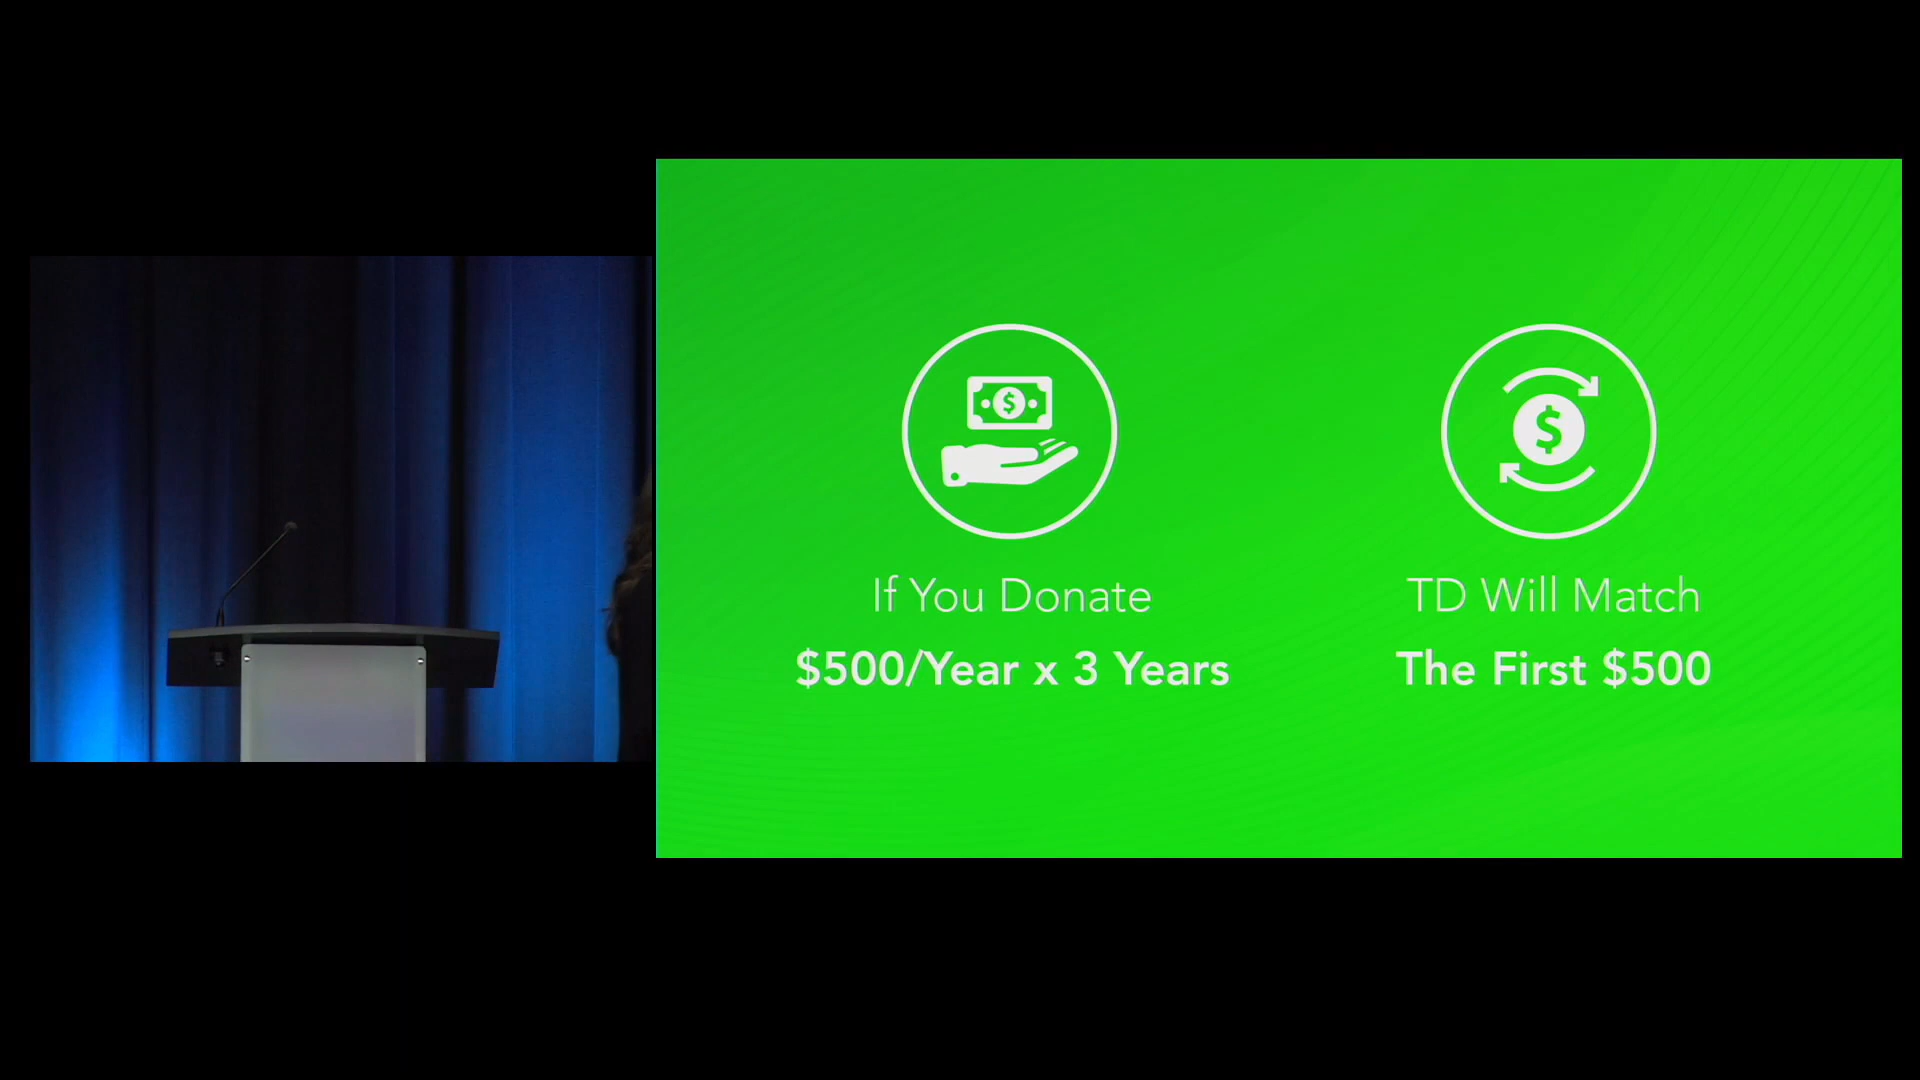 If You Donate
$500/Year x 3 Years
TD Will Match
The First $500